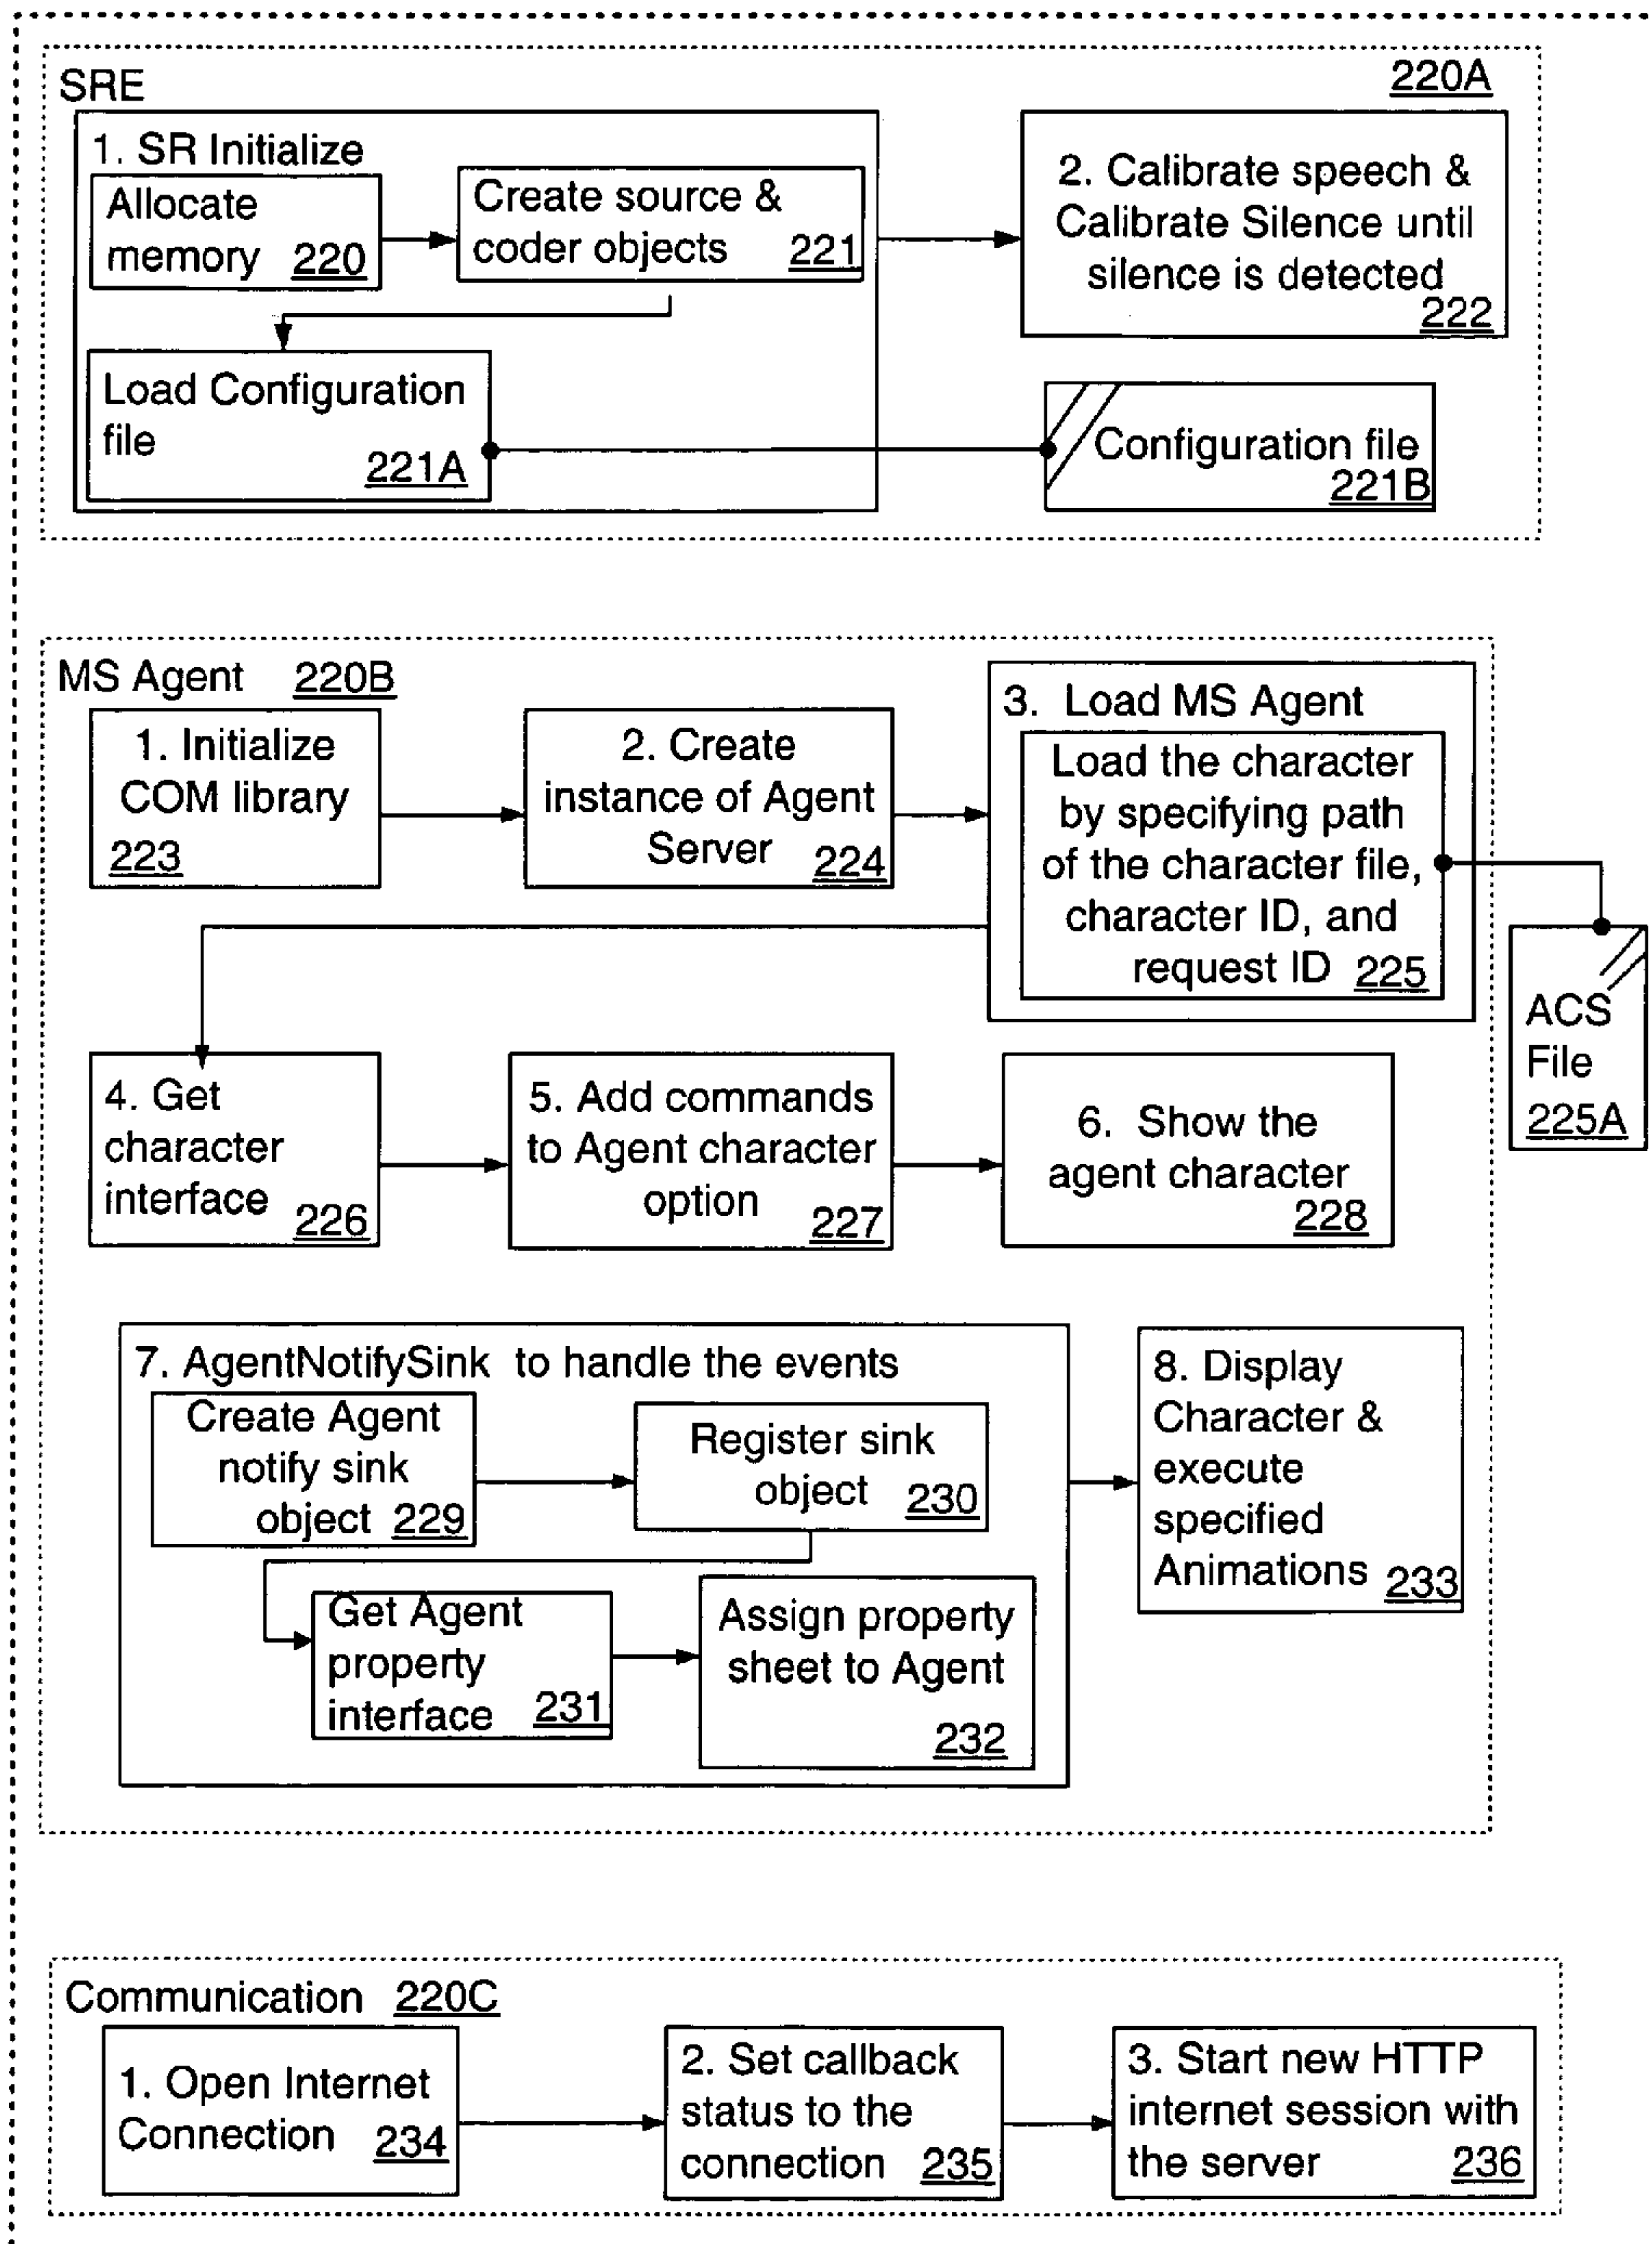 SRE
220A
1. SR Initialize
Allocate
memory 220
Create source &
coder objects 221
2. Calibrate speech &
Calibrate Silence until
silence is detected
222
Load Configuration
file
221A
Configuration file
221B
MS Agent 220B
1. Initialize
COM library
223
2. Create
instance of Agent
Server 224
3. Load MS Agent
Load the character
by specifying path
of the character file,
character ID, and
request ID 225
ACS
File
225A
4. Get
character
interface 226
5. Add commands
to Agent character
option 227
6. Show the
agent character
228
7. AgentNotifySink to handle the events
Create Agent
notify sink
object 229
Register sink
object 230
Get Agent
property
interface 231
Assign property
sheet to Agent
232
8. Display
Character &
execute
specified
Animations 233
Communication 220C
1. Open Internet
Connection 234
2. Set callback
status to the
connection 235
3. Start new HTTP
internet session with
the server 236